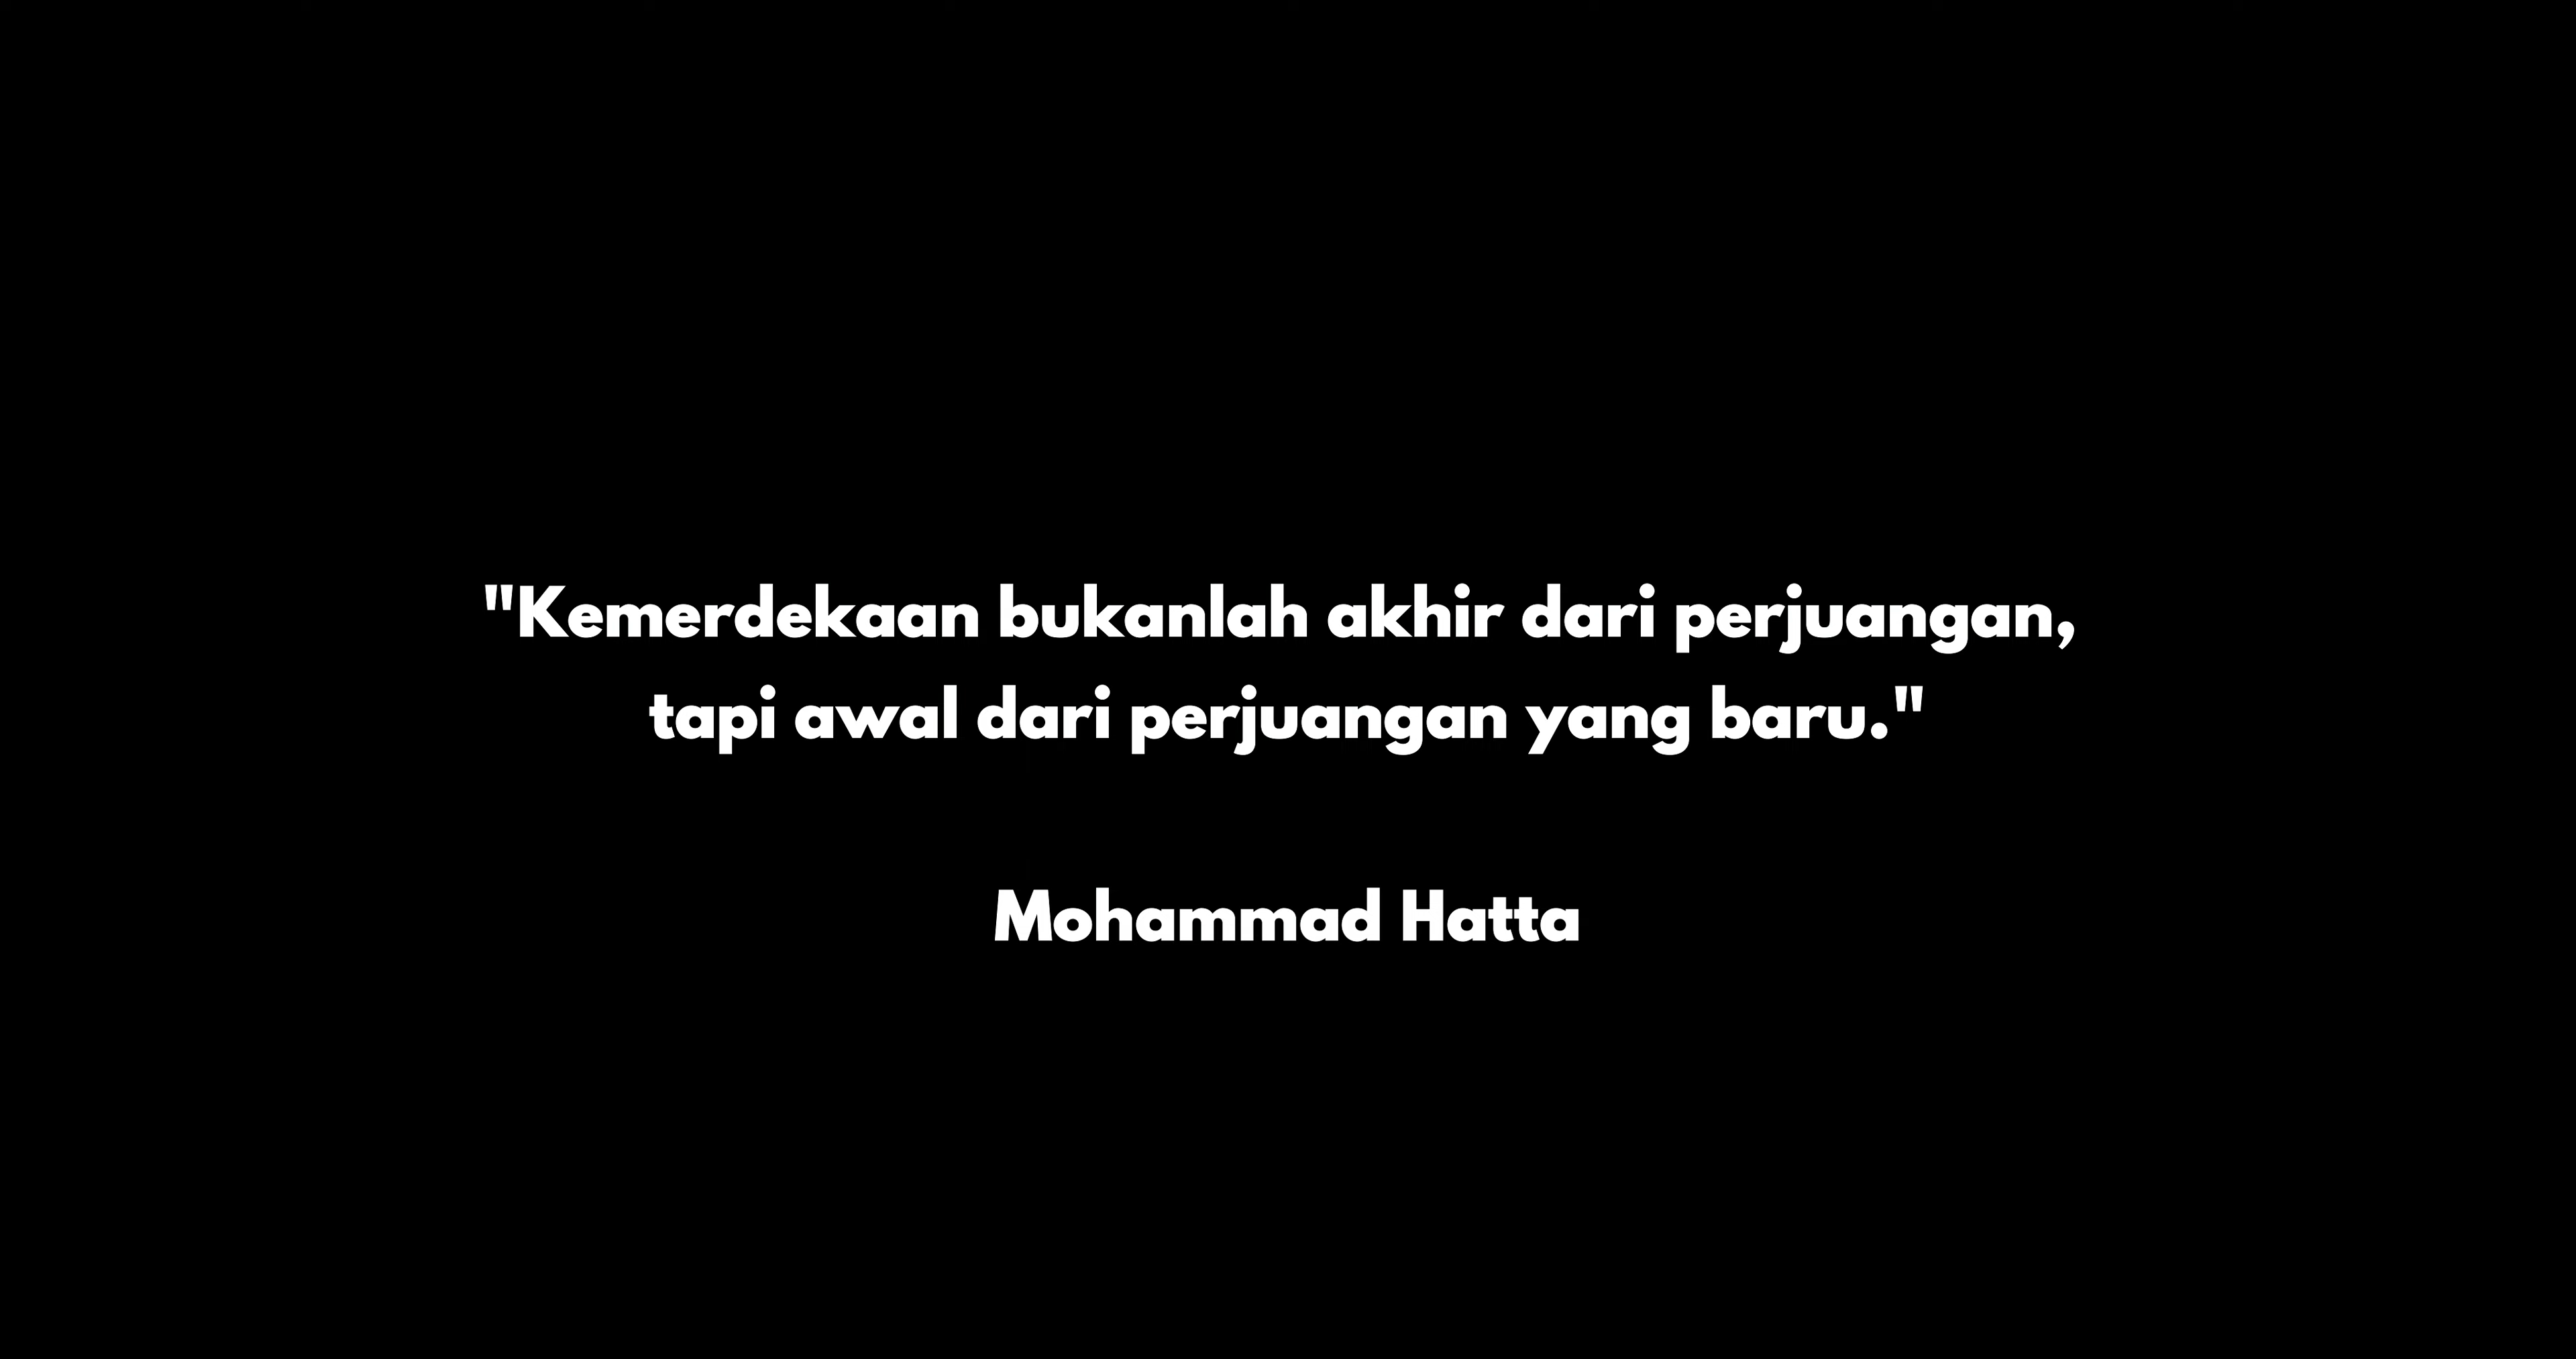 "Kemerdekaan bukanlah akhir dari perjuangan,
tapi awal dari perjuangan yang baru."
Mohammad Hatta